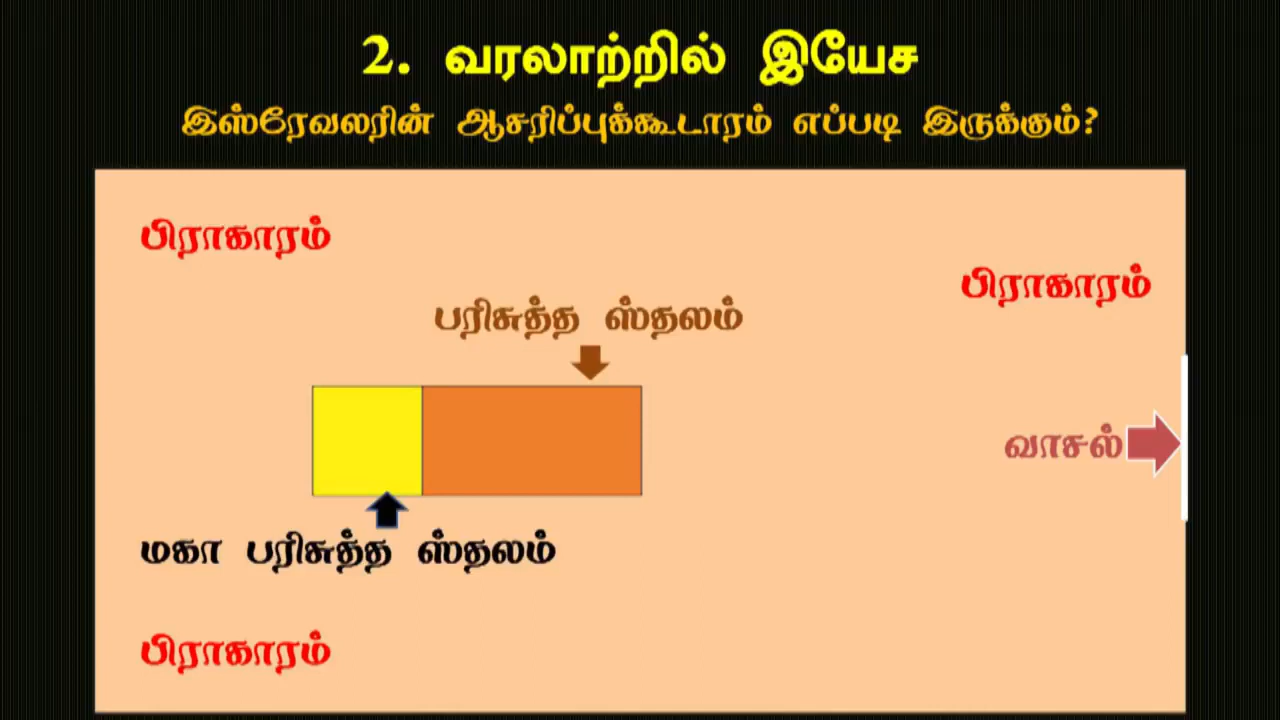 2. வரலாற்றில் இயேச
இஸ்ரேவலரின் ஆசரிப்புக்கூடாரம் எப்படி இருக்கும்?
பிராகாரம்
பிராகாரம்
பரிசுத்த ஸ்தலம்
வாசல்
மகா பரிசுத்த ஸ்தலம்
பிராகாரம்